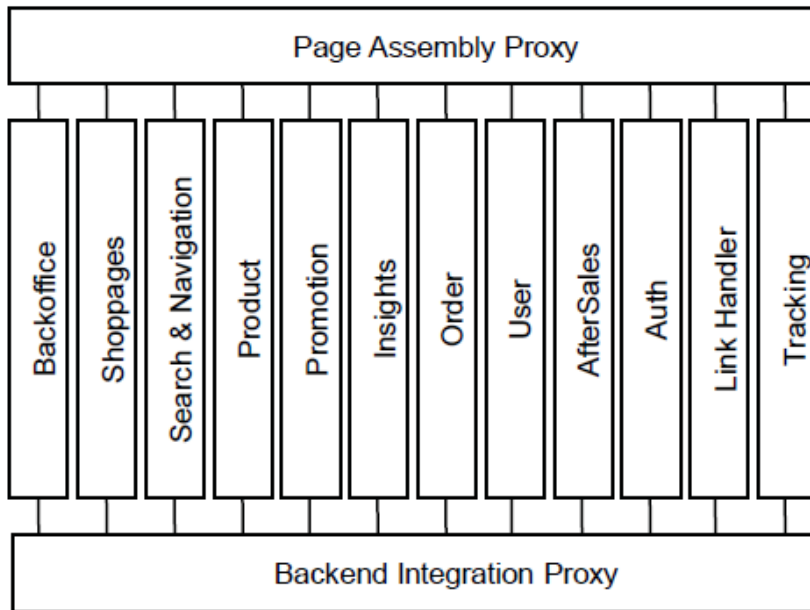 Page Assembly Proxy
Backoffice
Shoppages
Search & Navigation
Product
Promotion
Insights
Order
User
AfterSales
Auth
Link Handler
Tracking
Backend Integration Proxy